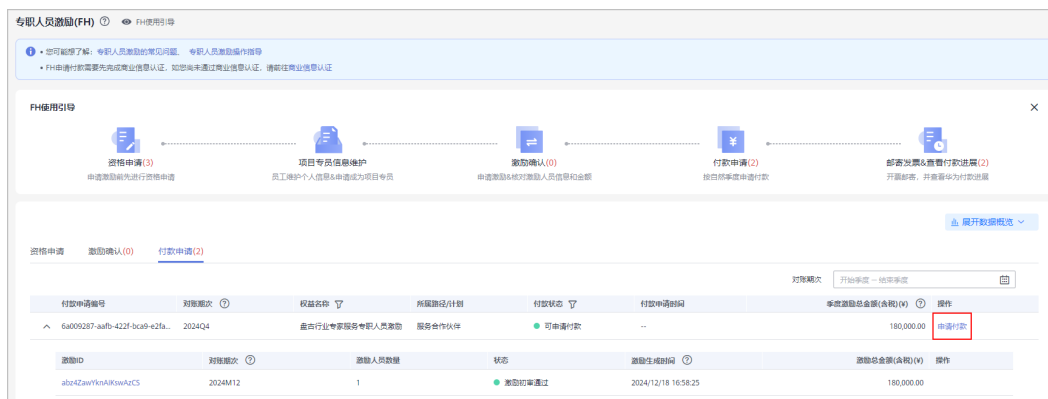 专职人员激励(FH) FH使用引导
• 您可能想了解：专职人员激励的常见问题、 专职人员激励操作指导
• FH申请付款需要先完成商业信息认证，如您尚未通过商业信息认证，请前往商业信息认证
FH使用引导
资格申请(3) 项目专员信息维护 激励确认(0) 付款申请(2) 邮寄发票&查看付款进展(2)
申请激励前先进行资格申请 员工维护个人信息&申请成为项目专员 申请激励&核对激励人员信息和金额 按自然季度申请付款 开票邮寄，并查看华为付款进展
展开数据概览
资格申请 激励确认(0) 付款申请(2)
对账期次 开始季度 – 结束季度
付款申请编号 对账期次 权益名称 所属路径/计划 付款状态 付款申请时间 季度激励总金额(含税)(¥) 操作
6a009287-aafb-422f-bca9-e2fa... 2024Q4 盘古行业专家服务专职人员激励 服务合作伙伴 可申请付款 -- 180,000.00 申请付款
激励ID 对账期次 激励人员数量 状态 激励生成时间 激励总金额(含税)(¥) 操作
abz4ZawYknAiKswAzCS 2024M12 1 激励初审通过 2024/12/18 16:58:25 180,000.00